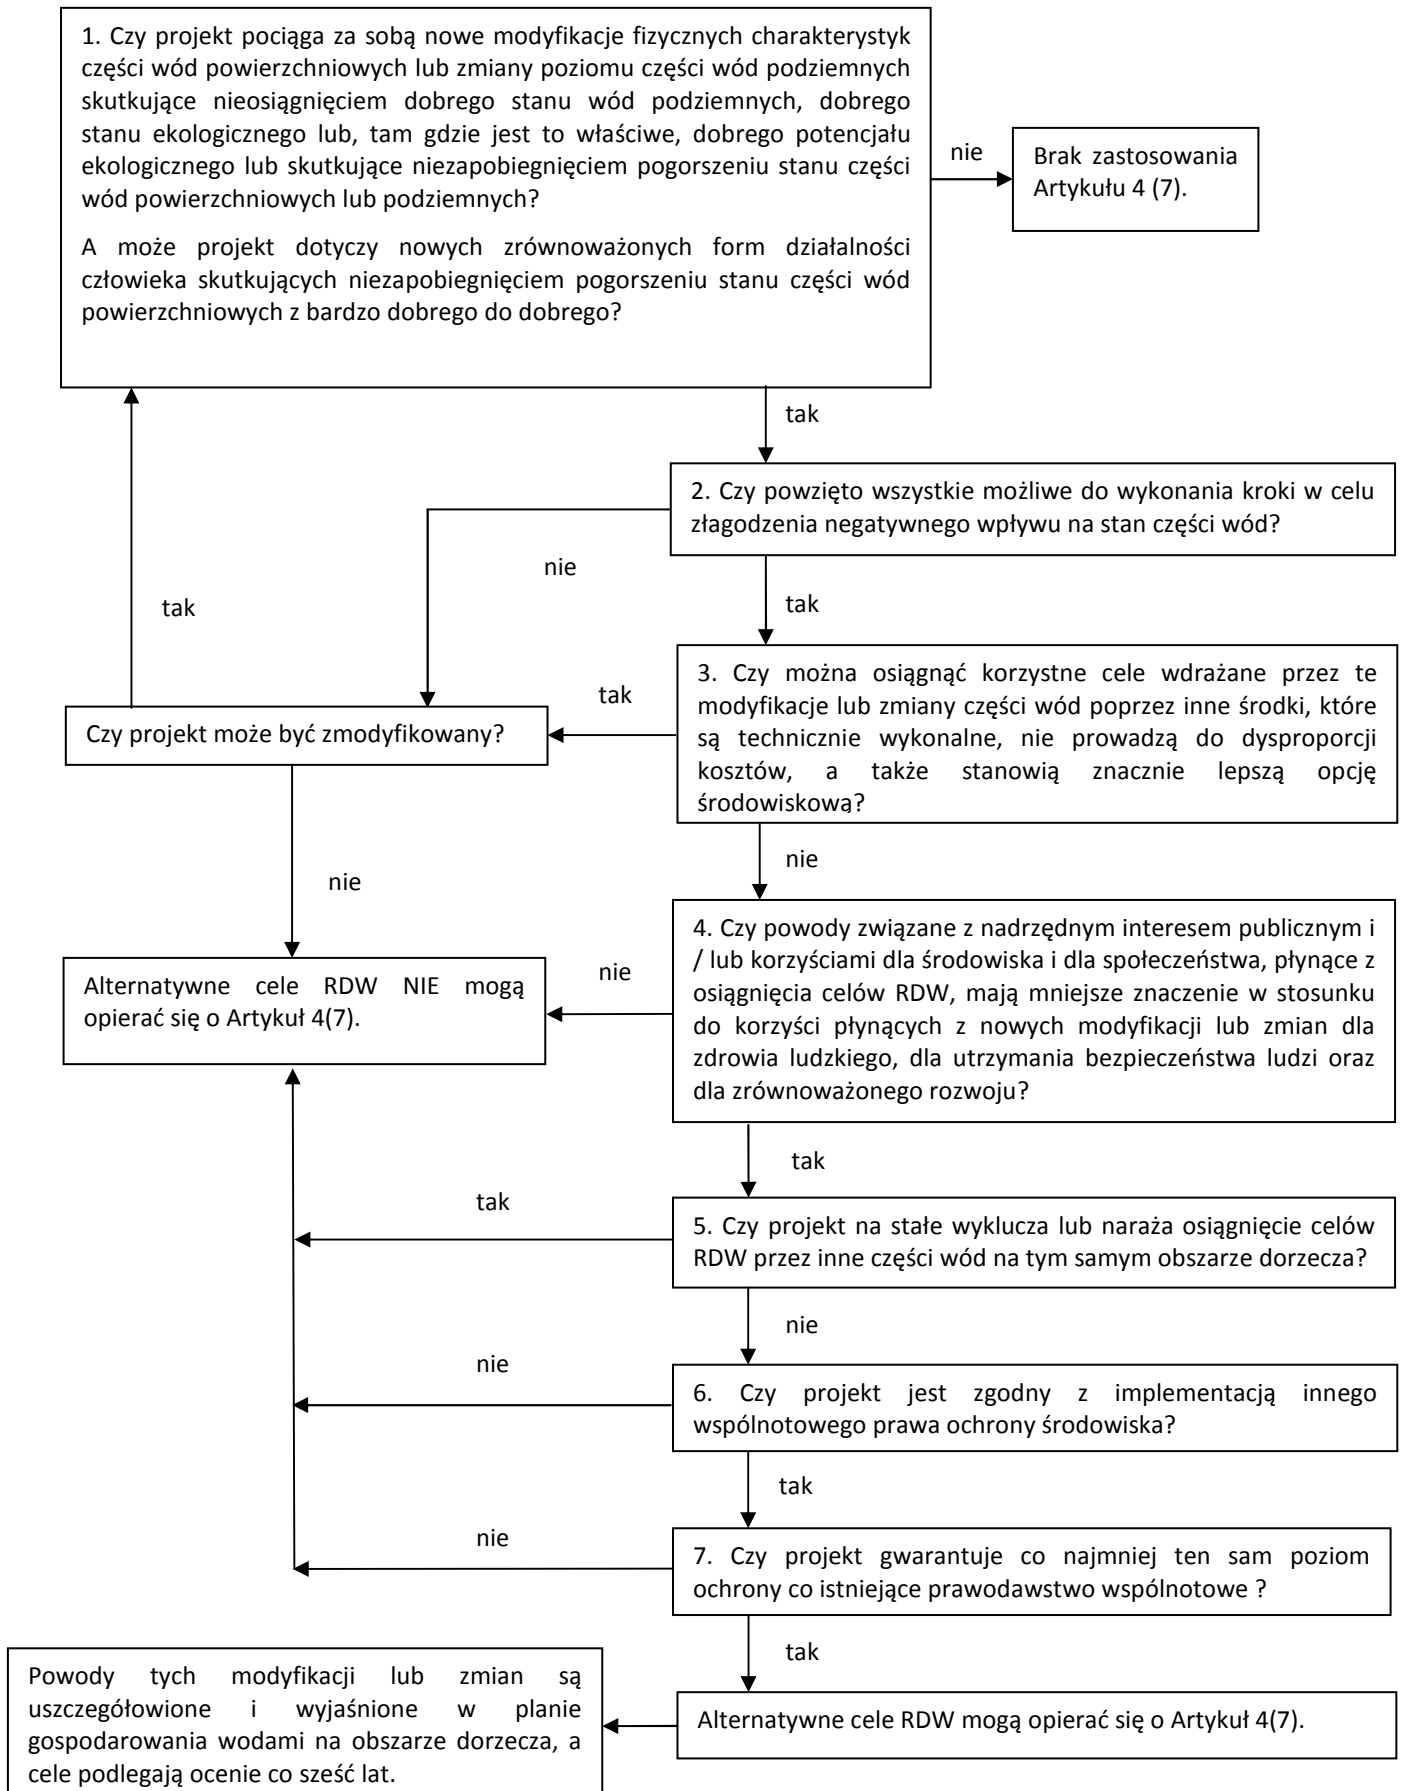 1. Czy projekt pociąga za sobą nowe modyfikacje fizycznych charakterystyk
części wód powierzchniowych lub zmiany poziomu części wód podziemnych
skutkujące nieosiągnięciem dobrego stanu wód podziemnych, dobrego
stanu ekologicznego lub, tam gdzie jest to właściwe, dobrego potencjału
ekologicznego lub skutkujące niezapobiegnięciem pogorszeniu stanu części
wód powierzchniowych lub podziemnych?
A może projekt dotyczy nowych zrównoważonych form działalności
człowieka skutkujących niezapobiegnięciem pogorszeniu stanu części wód
powierzchniowych z bardzo dobrego do dobrego?
nie
Brak zastosowania
Artykułu 4 (7).
tak
2. Czy powzięto wszystkie możliwe do wykonania kroki w celu
złagodzenia negatywnego wpływu na stan części wód?
nie
tak
tak
3. Czy można osiągnąć korzystne cele wdrażane przez te
modyfikacje lub zmiany części wód poprzez inne środki, które
są technicznie wykonalne, nie prowadzą do dysproporcji
kosztów, a także stanowią znacznie lepszą opcję
środowiskową?
tak
Czy projekt może być zmodyfikowany?
nie
nie
4. Czy powody związane z nadrzędnym interesem publicznym i
/ lub korzyściami dla środowiska i dla społeczeństwa, płynące z
osiągnięcia celów RDW, mają mniejsze znaczenie w stosunku
do korzyści płynących z nowych modyfikacji lub zmian dla
zdrowia ludzkiego, dla utrzymania bezpieczeństwa ludzi oraz
dla zrównoważonego rozwoju?
nie
Alternatywne cele RDW NIE mogą
opierać się o Artykuł 4(7).
tak
tak
5. Czy projekt na stałe wyklucza lub naraża osiągnięcie celów
RDW przez inne części wód na tym samym obszarze dorzecza?
nie
nie
6. Czy projekt jest zgodny z implementacją innego
wspólnotowego prawa ochrony środowiska?
tak
nie
7. Czy projekt gwarantuje co najmniej ten sam poziom
ochrony co istniejące prawodawstwo wspólnotowe ?
tak
Alternatywne cele RDW mogą opierać się o Artykuł 4(7).
Powody tych modyfikacji lub zmian są
uszczegółowione i wyjaśnione w planie
gospodarowania wodami na obszarze dorzecza, a
cele podlegają ocenie co sześć lat.